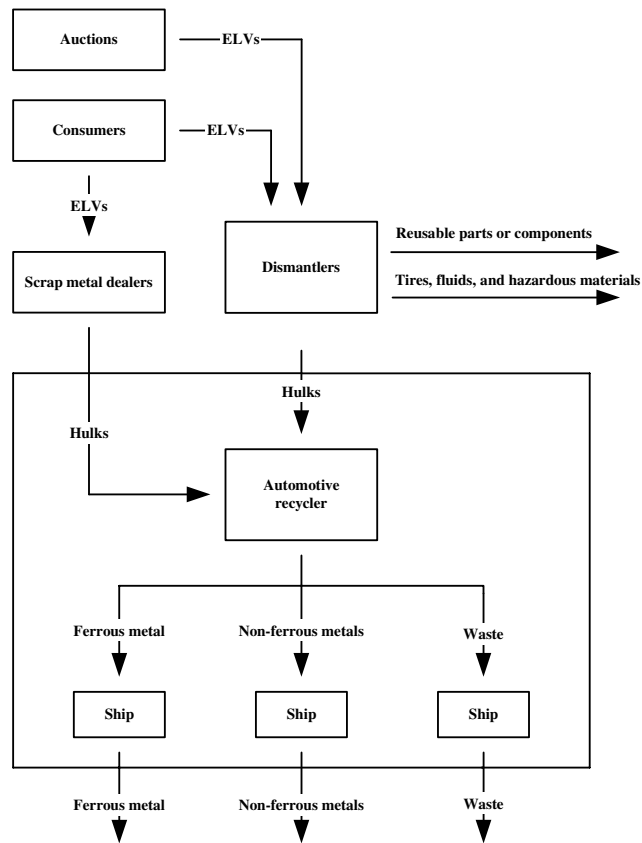 Auctions
ELVs
Consumers
ELVs
ELVs
Scrap metal dealers
Dismantlers
Reusable parts or components
Tires, fluids, and hazardous materials
Hulks
Hulks
Automotive
recycler
Ferrous metal
Non-ferrous metals
Waste
Ship
Ship
Ship
Ferrous metal
Non-ferrous metals
Waste